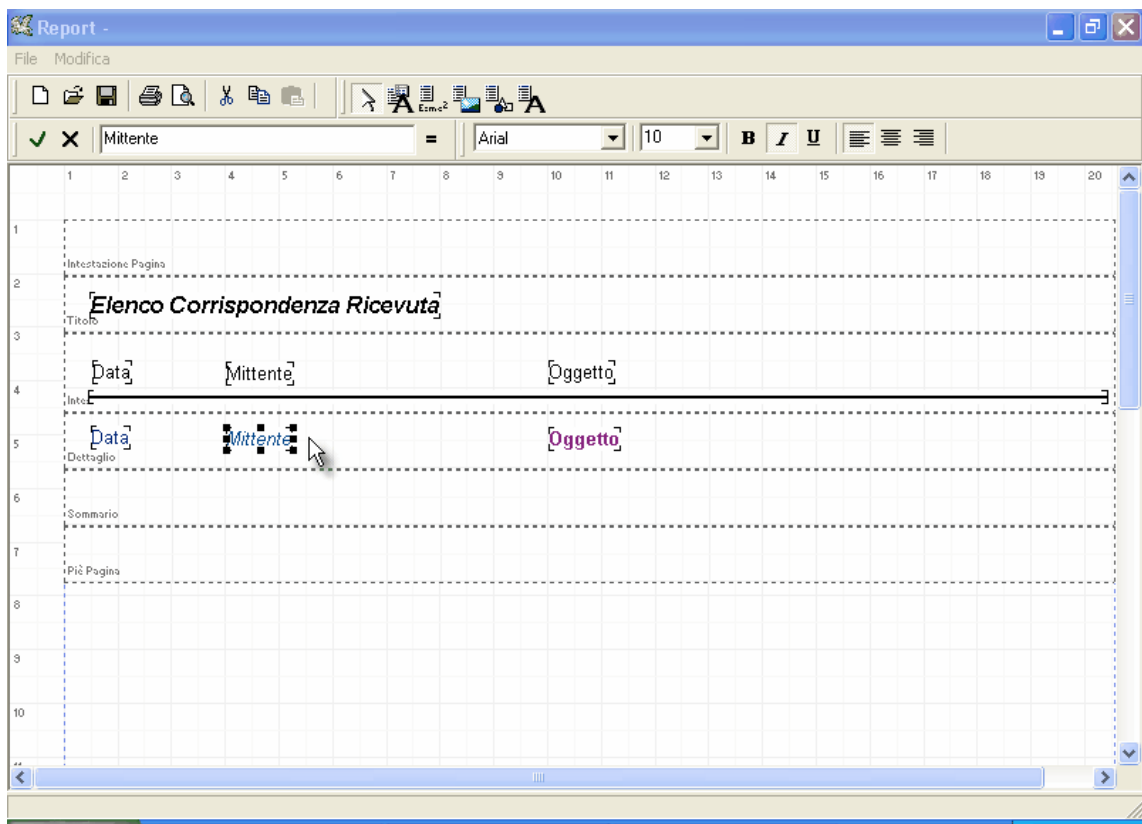 Report -
File Modifica
E=mc²
Mittente = Arial 10 B I U
1 2 3 4 5 6 7 8 9 10 11 12 13 14 15 16 17 18 19 20
1
Intestazione Pagina
2
Elenco Corrispondenza Ricevuta
Titolo
3
Data Mittente Oggetto
4
Intes
Data Mittente Oggetto
5
Dettaglio
6
Sommario
7
Piè Pagina
8
9
10